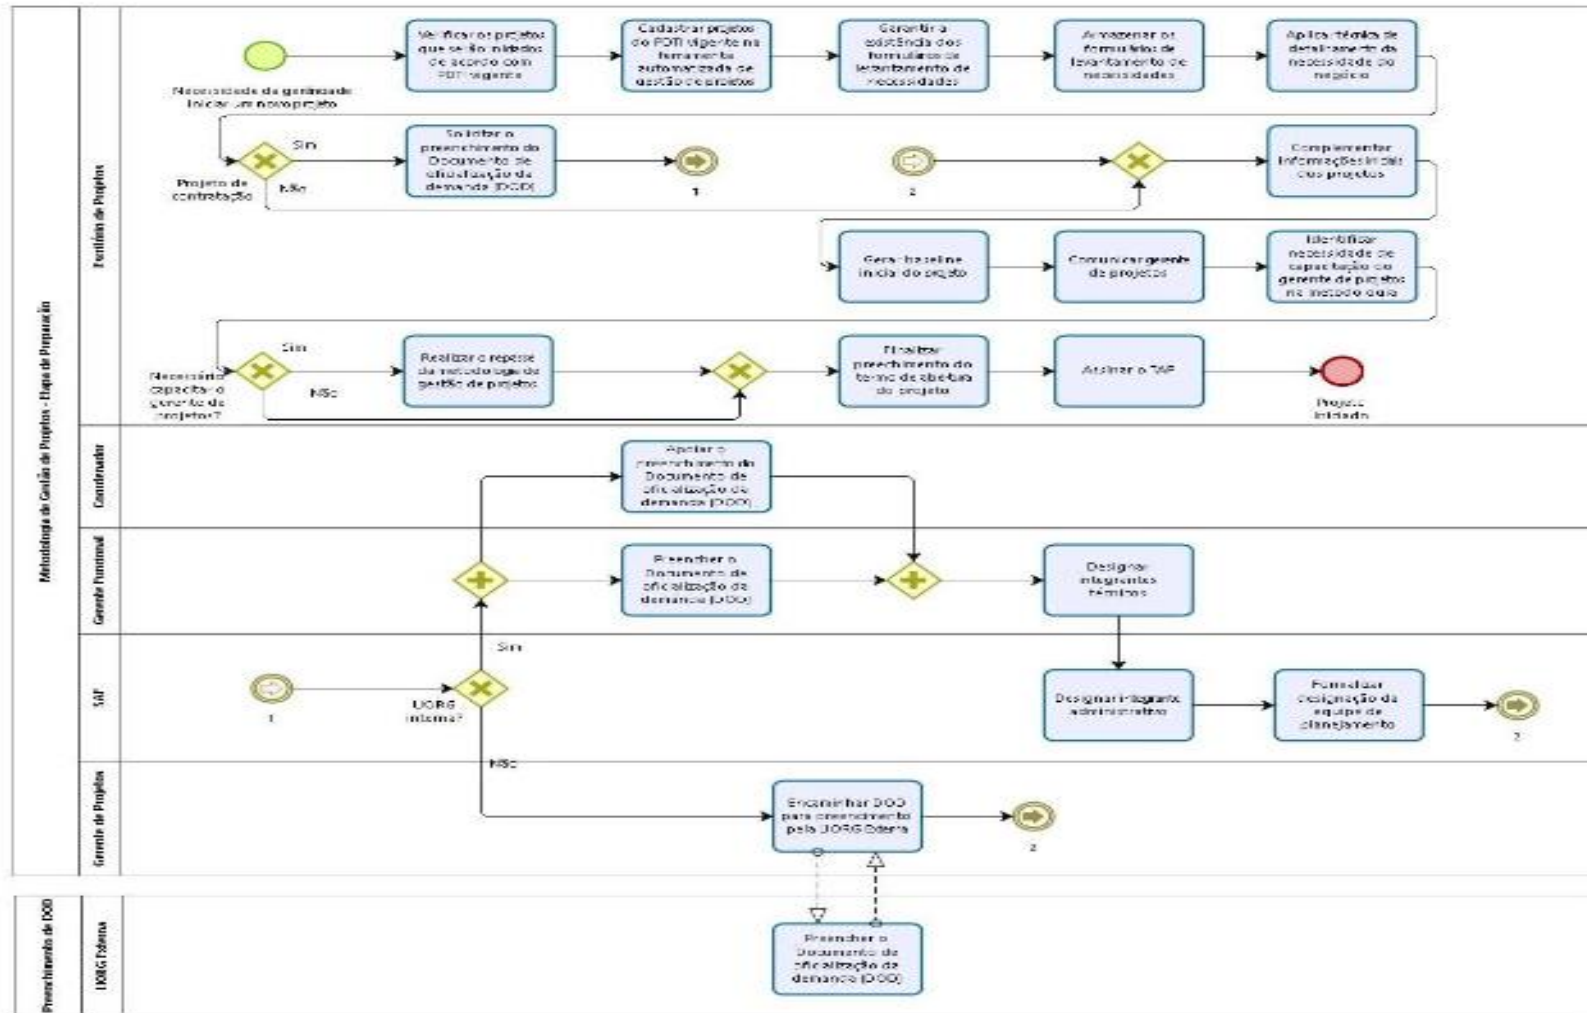 Metodologia de Gestão de Projetos - Etapa de Preparação
Escritório de Projetos
Necessidade da gerência de
iniciar um novo projeto
Verificar os projetos
que serão iniciados
de acordo com
PDTI vigente
Cadastrar projetos
do PDTI vigente na
ferramenta
automatizada de
gestão de projetos
Garantir a
existência dos
formulários de
levantamento de
necessidades
Armazenar os
formulários de
levantamento de
necessidades
Aplicar técnica de
detalhamento da
necessidade do
negócio
Projeto de
contratação
Sim
Não
Solicitar o
preenchimento do
Documento de
oficialização da
demanda (DOD)
1
2
Complementar
informações iniciais
dos projetos
Gerar baseline
inicial do projeto
Comunicar gerente
de projetos
Identificar
necessidade de
capacitação do
gerente de projetos
na metodologia
Necessário
capacitar o
gerente de
projetos?
Sim
Não
Realizar o repasse
da metodologia de
gestão de projetos
Finalizar
preechimento do
termo de abertura
do projeto
Assinar o TAP
Projeto
iniciado
Coordenador
Apoiar o
preenchimento do
Documento de
oficialização da
demanda (DOD)
Gerente Funcional
Preencher o
Documento de
oficialização da
demanda (DOD)
Designar
integrantes
técnicos
SAF
1
UORG
interna?
Sim
Não
Designar integrante
administrativo
Formalizar
designação da
equipe de
planejamento
2
Gerente de Projetos
Encaminhar DOD
para preencimento
pela UORG Externa
2
Preenchimento de DOD
UORG Externa
Preencher o
Documento de
oficialização da
demanda (DOD)